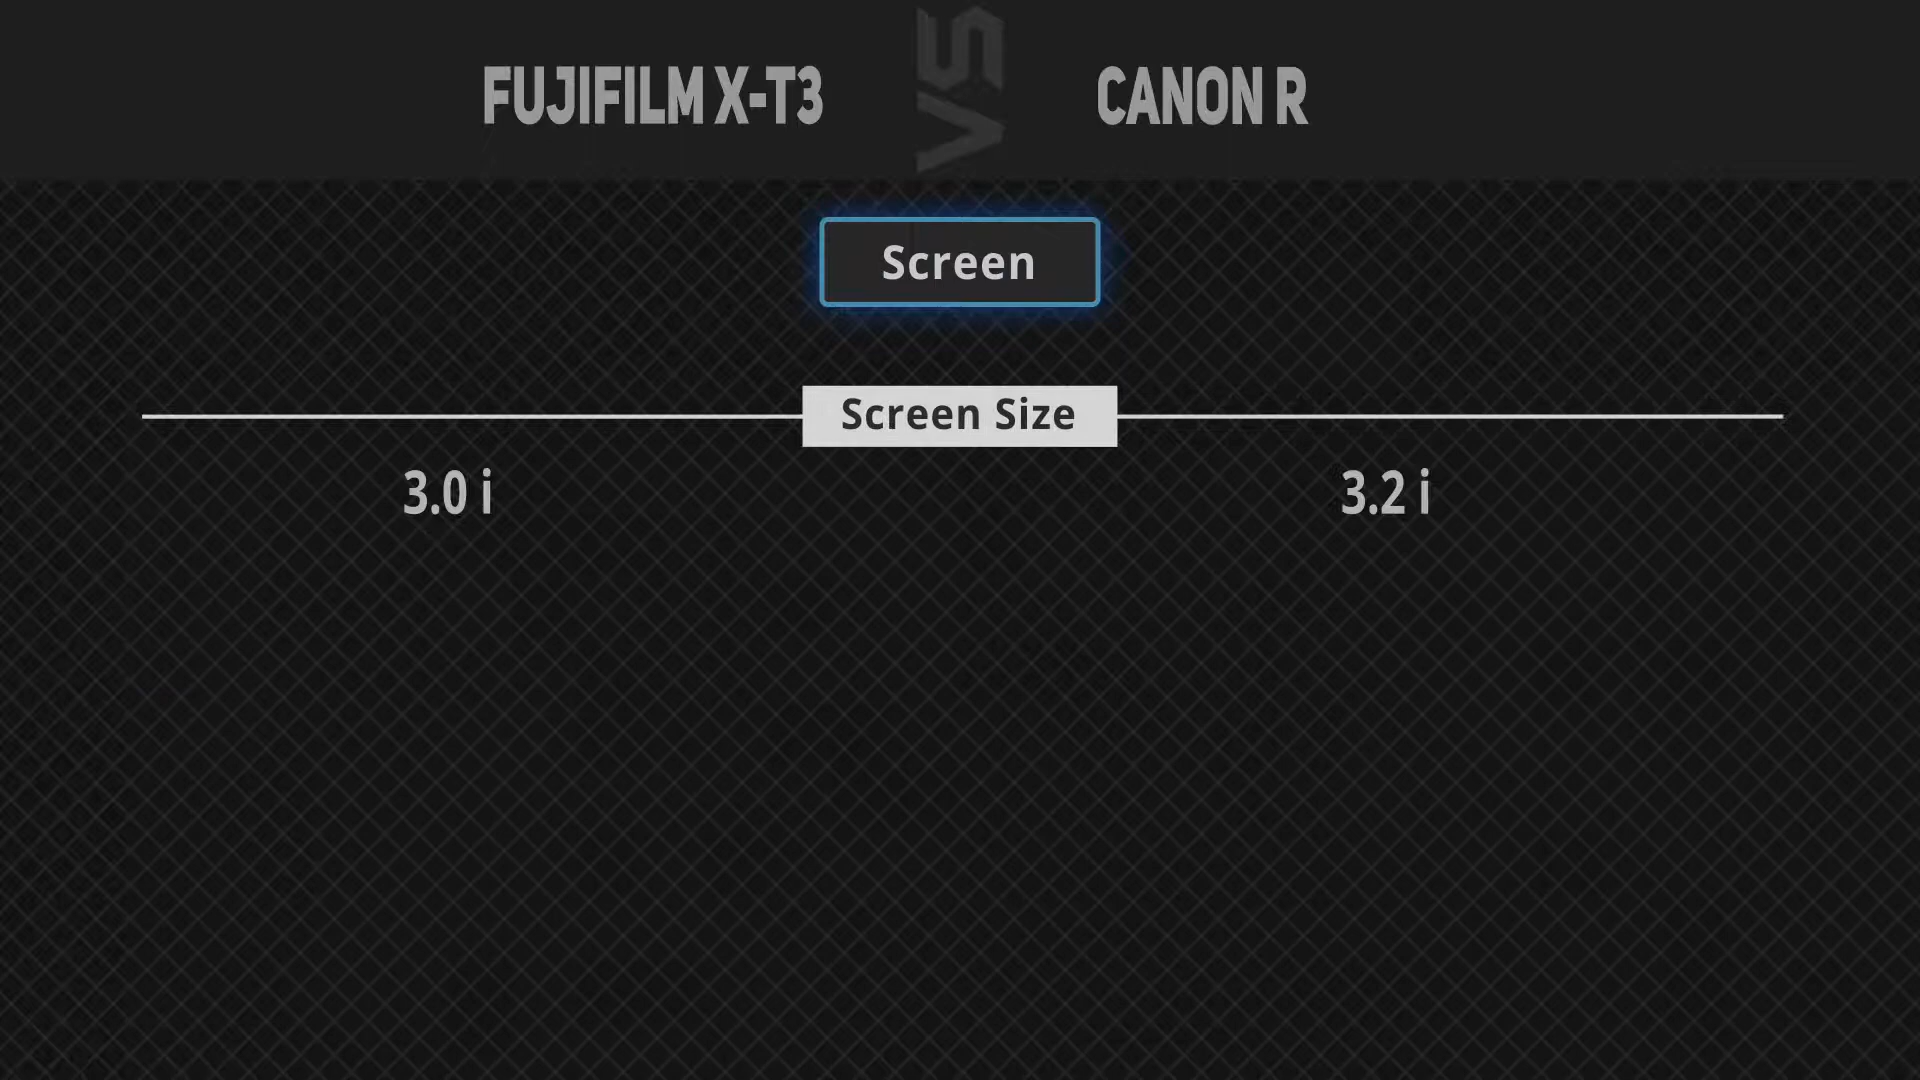 FUJIFILM X-T3 VS CANON R
Screen
Screen Size
3.0 i 3.2 i